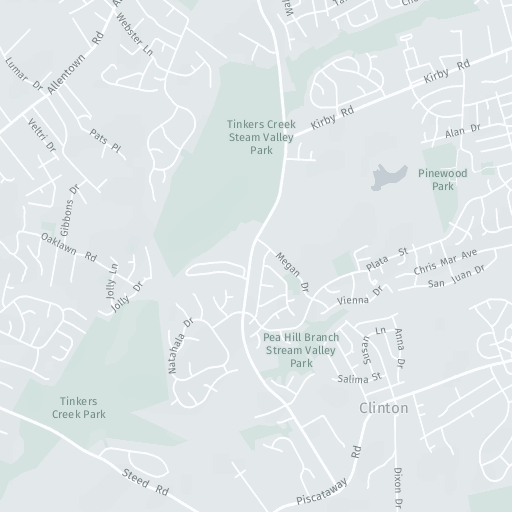 Webster Ln
Allentown Rd
Lumar Dr
Kirby Rd
Tinkers Creek
Steam Valley
Park
Kirby Rd
Veltri Dr
Pats Pl
Alan Dr
Pinewood
Park
Gibbons Dr
Oaklawn Rd
Megan Dr
Plata St
Chris Mar Ave
San Juan Dr
Jolly Ln
Jolly Dr
Vienna Dr
Natahala Dr
Pea Hill Branch
Stream Valley
Park
Susan Ln
Anna Dr
Salima St
Tinkers
Creek Park
Clinton
Steed Rd
Piscataway Rd
Dixon Dr